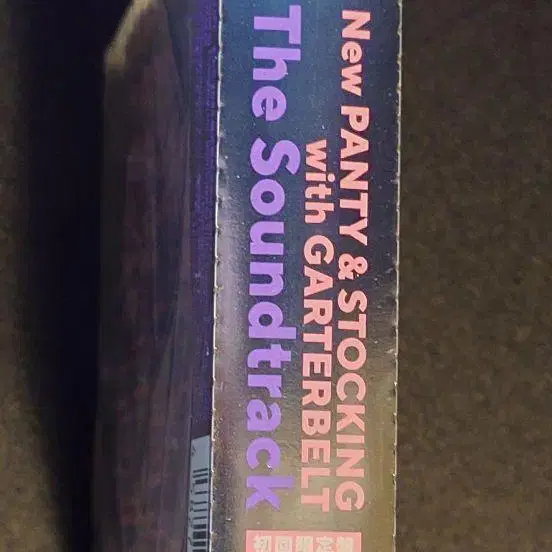 New PANTY & STOCKING
with GARTERBELT
The Soundtrack
初回限定盤